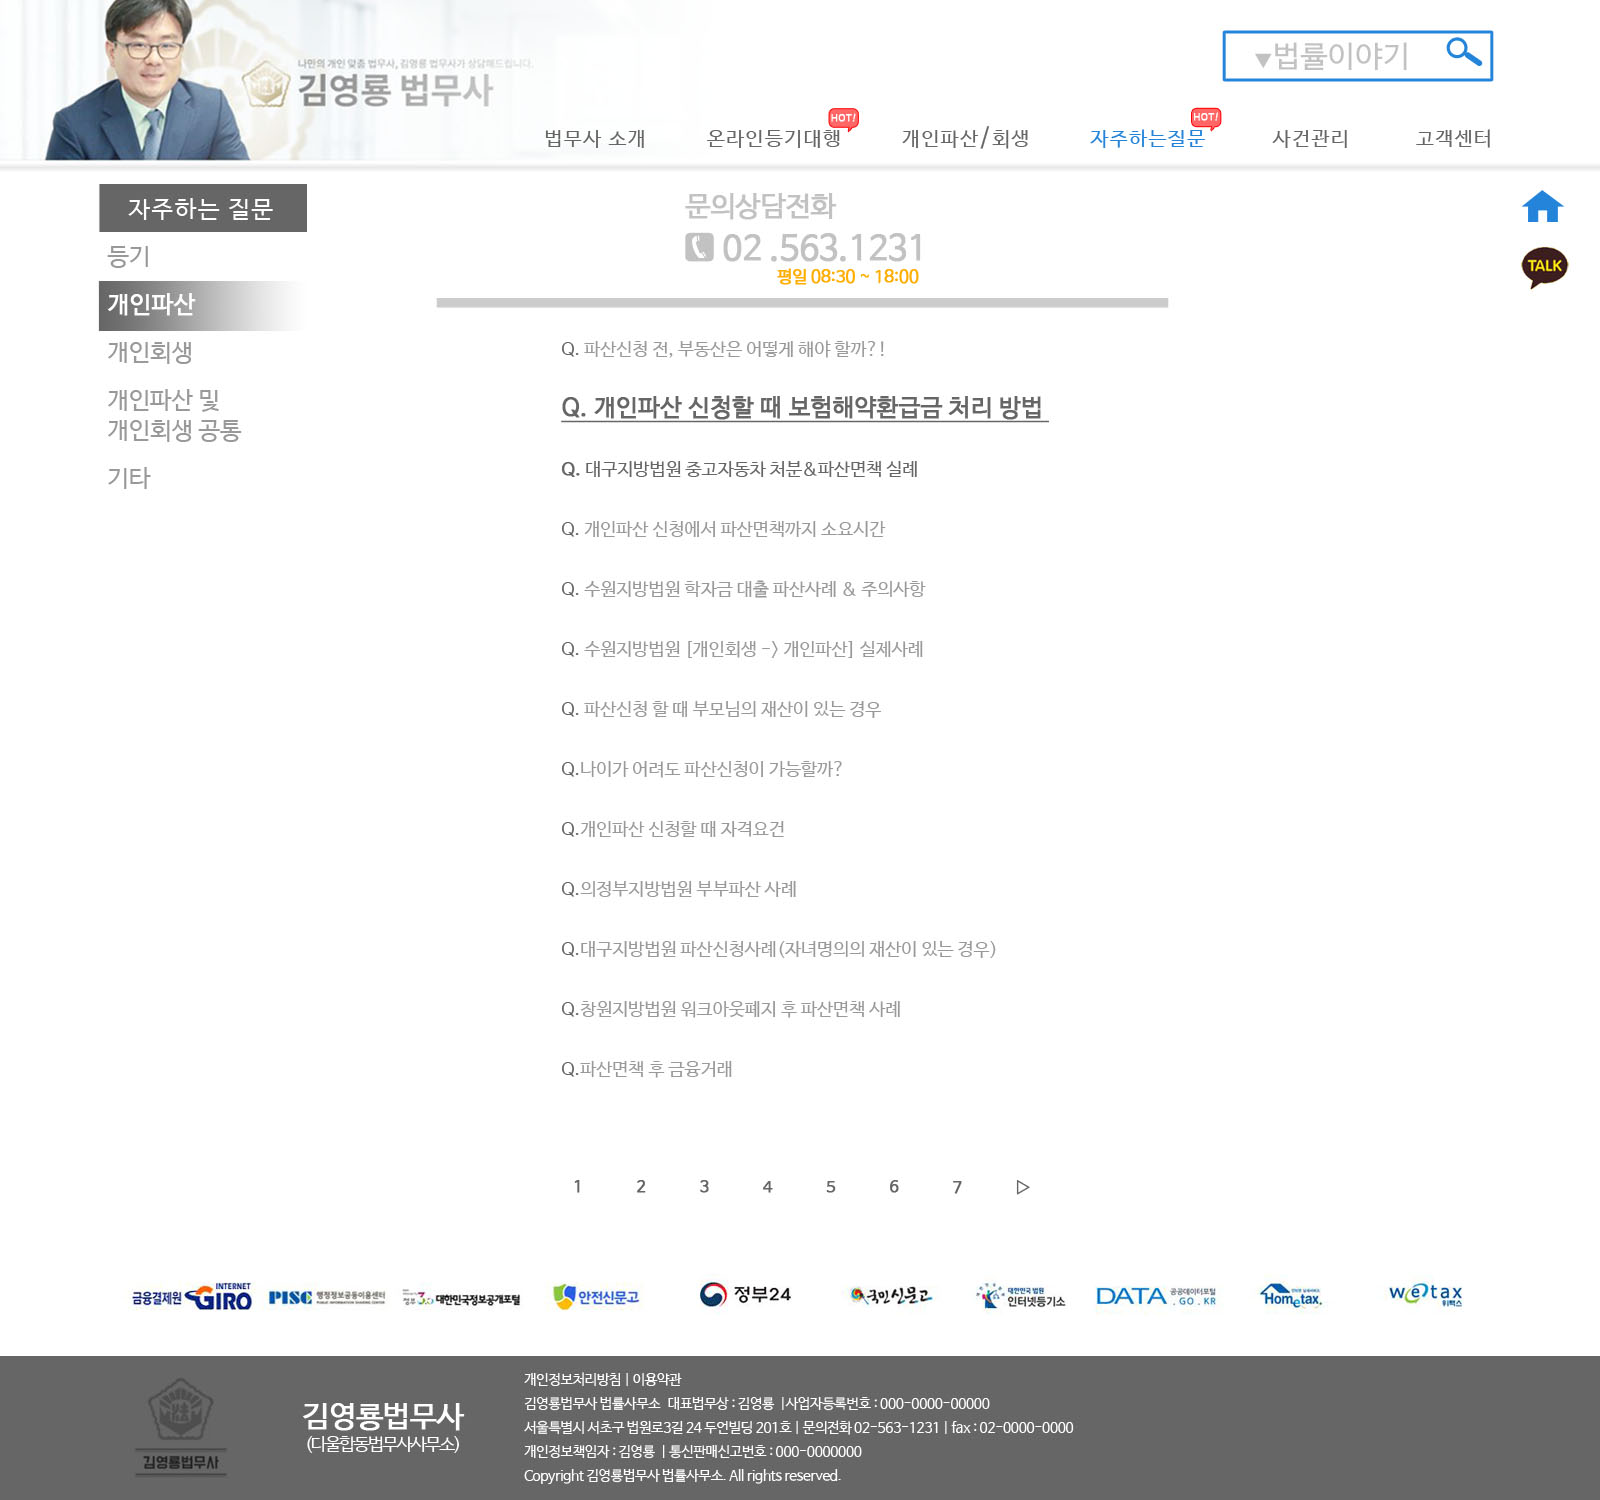 나만의 개인 맞춤 법무사, 김영룡 법무사가 상담해드립니다.
김영룡 법무사
▼법률이야기
HOT!
HOT!
법무사 소개
온라인등기대행
개인파산/회생
자주하는질문
사건관리
고객센터
자주하는 질문
등기
개인파산
개인회생
개인파산 및
개인회생 공통
기타
문의상담전화
02 .563.1231
평일 08:30 ~ 18:00
TALK
Q. 파산신청 전, 부동산은 어떻게 해야 할까?!
Q. 개인파산 신청할 때 보험해약환급금 처리 방법
Q. 대구지방법원 중고자동차 처분&파산면책 실례
Q. 개인파산 신청에서 파산면책까지 소요시간
Q. 수원지방법원 학자금 대출 파산사례 & 주의사항
Q. 수원지방법원 [개인회생 -> 개인파산] 실제사례
Q. 파산신청 할 때 부모님의 재산이 있는 경우
Q.나이가 어려도 파산신청이 가능할까?
Q.개인파산 신청할 때 자격요건
Q.의정부지방법원 부부파산 사례
Q.대구지방법원 파산신청사례(자녀명의의 재산이 있는 경우)
Q.창원지방법원 워크아웃폐지 후 파산면책 사례
Q.파산면책 후 금융거래
1 2 3 4 5 6 7 ▷
금융결제원 INTERNET GIRO
PISC 행정정보공동이용센터
PUBLIC INFORMATION SHARING CENTER
정부3.0 대한민국정보공개포털
안전신문고
정부24
국민신문고
대한민국 법원
인터넷등기소
DATA 공공데이터포털
.GO.KR
Hometax.
wetax
위택스
김영룡법무사
김영룡법무사
(다울합동법무사사무소)
개인정보처리방침 | 이용약관
김영룡법무사 법률사무소 대표법무상 : 김영룡 |사업자등록번호 : 000-0000-00000
서울특별시 서초구 법원로3길 24 두언빌딩 201호 | 문의전화 02-563-1231 | fax : 02-0000-0000
개인정보책임자 : 김영룡 | 통신판매신고번호 : 000-0000000
Copyright 김영룡법무사 법률사무소. All rights reserved.